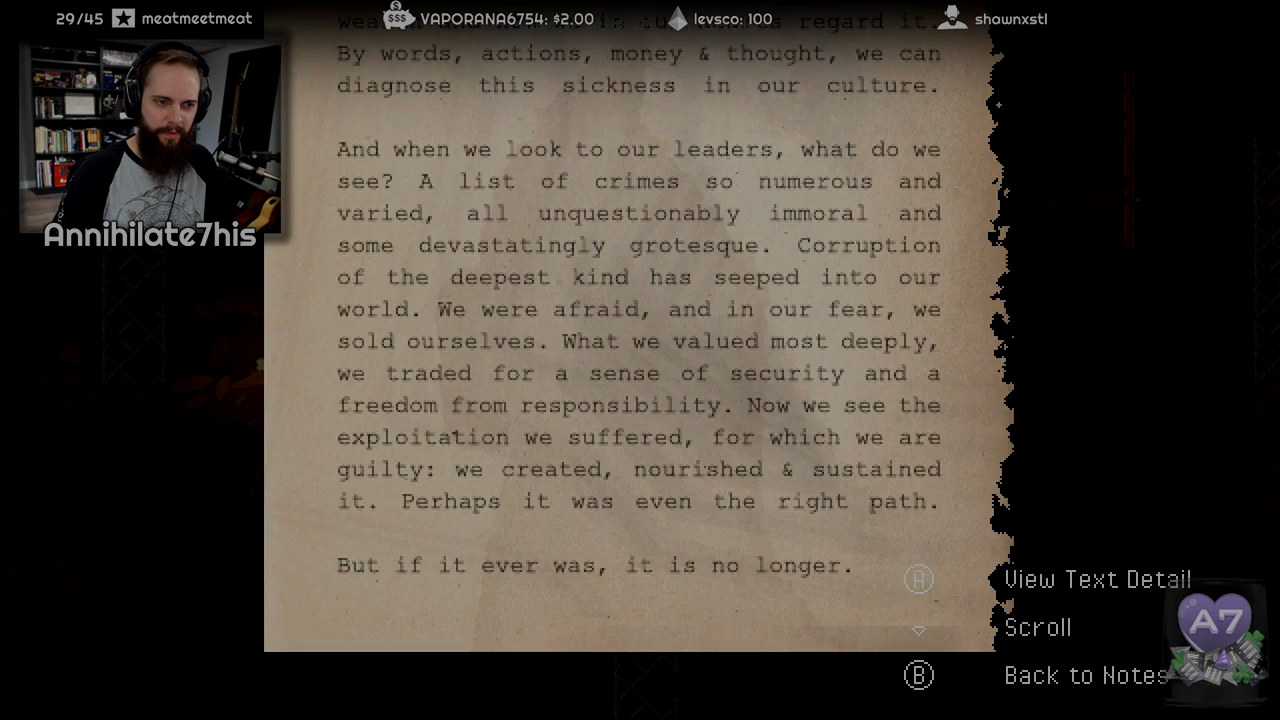 29/45 meatmeetmeat
$$$ VAPORANA6754: $2.00
levsco: 100
shawnxstl
regard it.
By words, actions, money & thought, we can
diagnose this sickness in our culture.
And when we look to our leaders, what do we
see? A list of crimes so numerous and
varied, all unquestionably immoral and
some devastatingly grotesque. Corruption
of the deepest kind has seeped into our
world. We were afraid, and in our fear, we
sold ourselves. What we valued most deeply,
we traded for a sense of security and a
freedom from responsibility. Now we see the
exploitation we suffered, for which we are
guilty: we created, nourished & sustained
it. Perhaps it was even the right path.
But if it ever was, it is no longer.
Annihilate7his
A View Text Detail
Scroll
B Back to Notes
A7